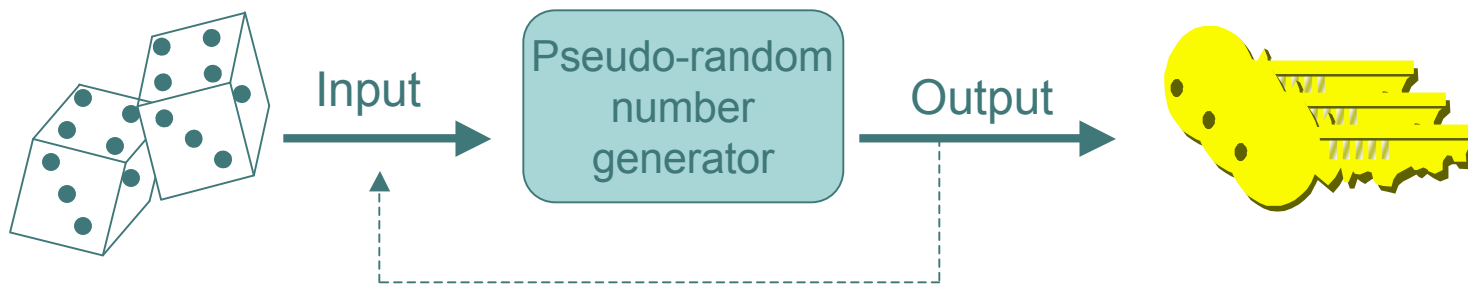 Input
Pseudo-random
number
generator
Output